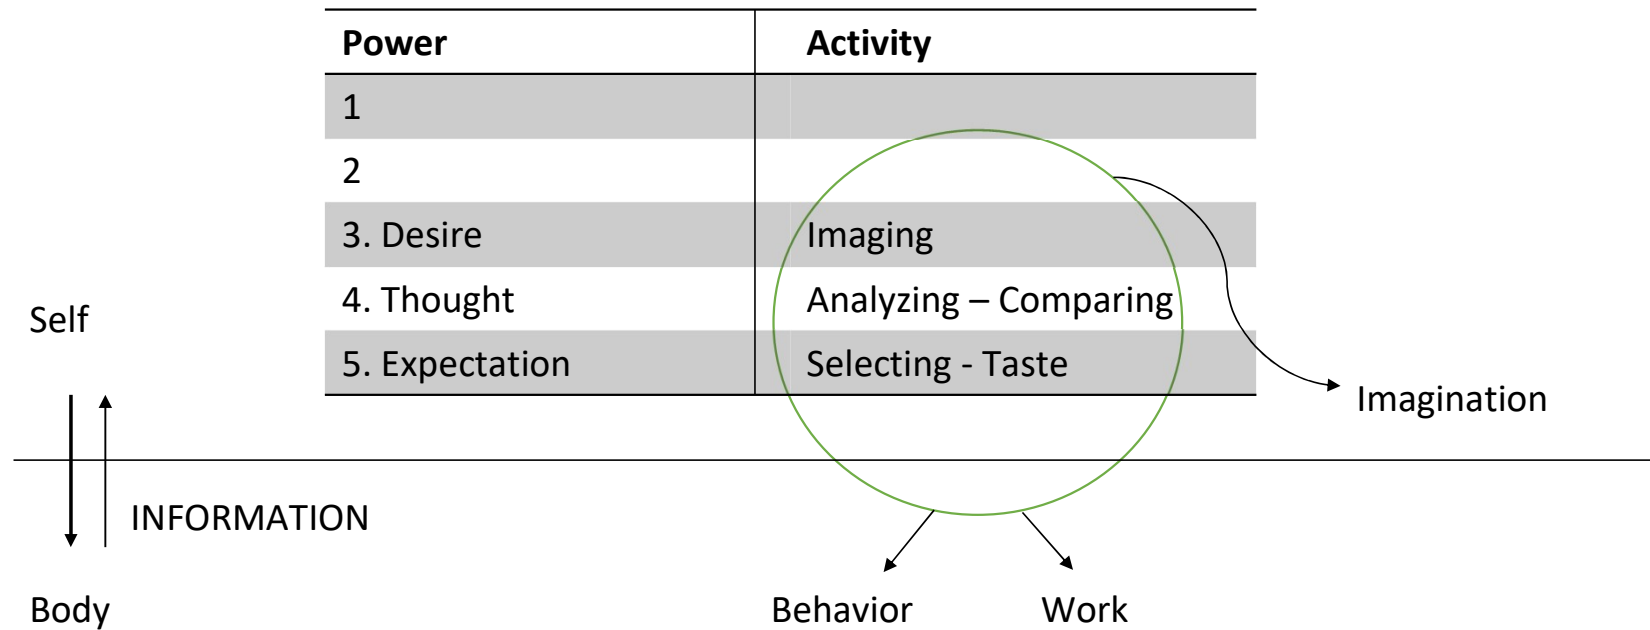 Power Activity
1
2
3. Desire Imaging
4. Thought Analyzing – Comparing
Self
5. Expectation Selecting - Taste
Imagination
INFORMATION
Body Behavior Work